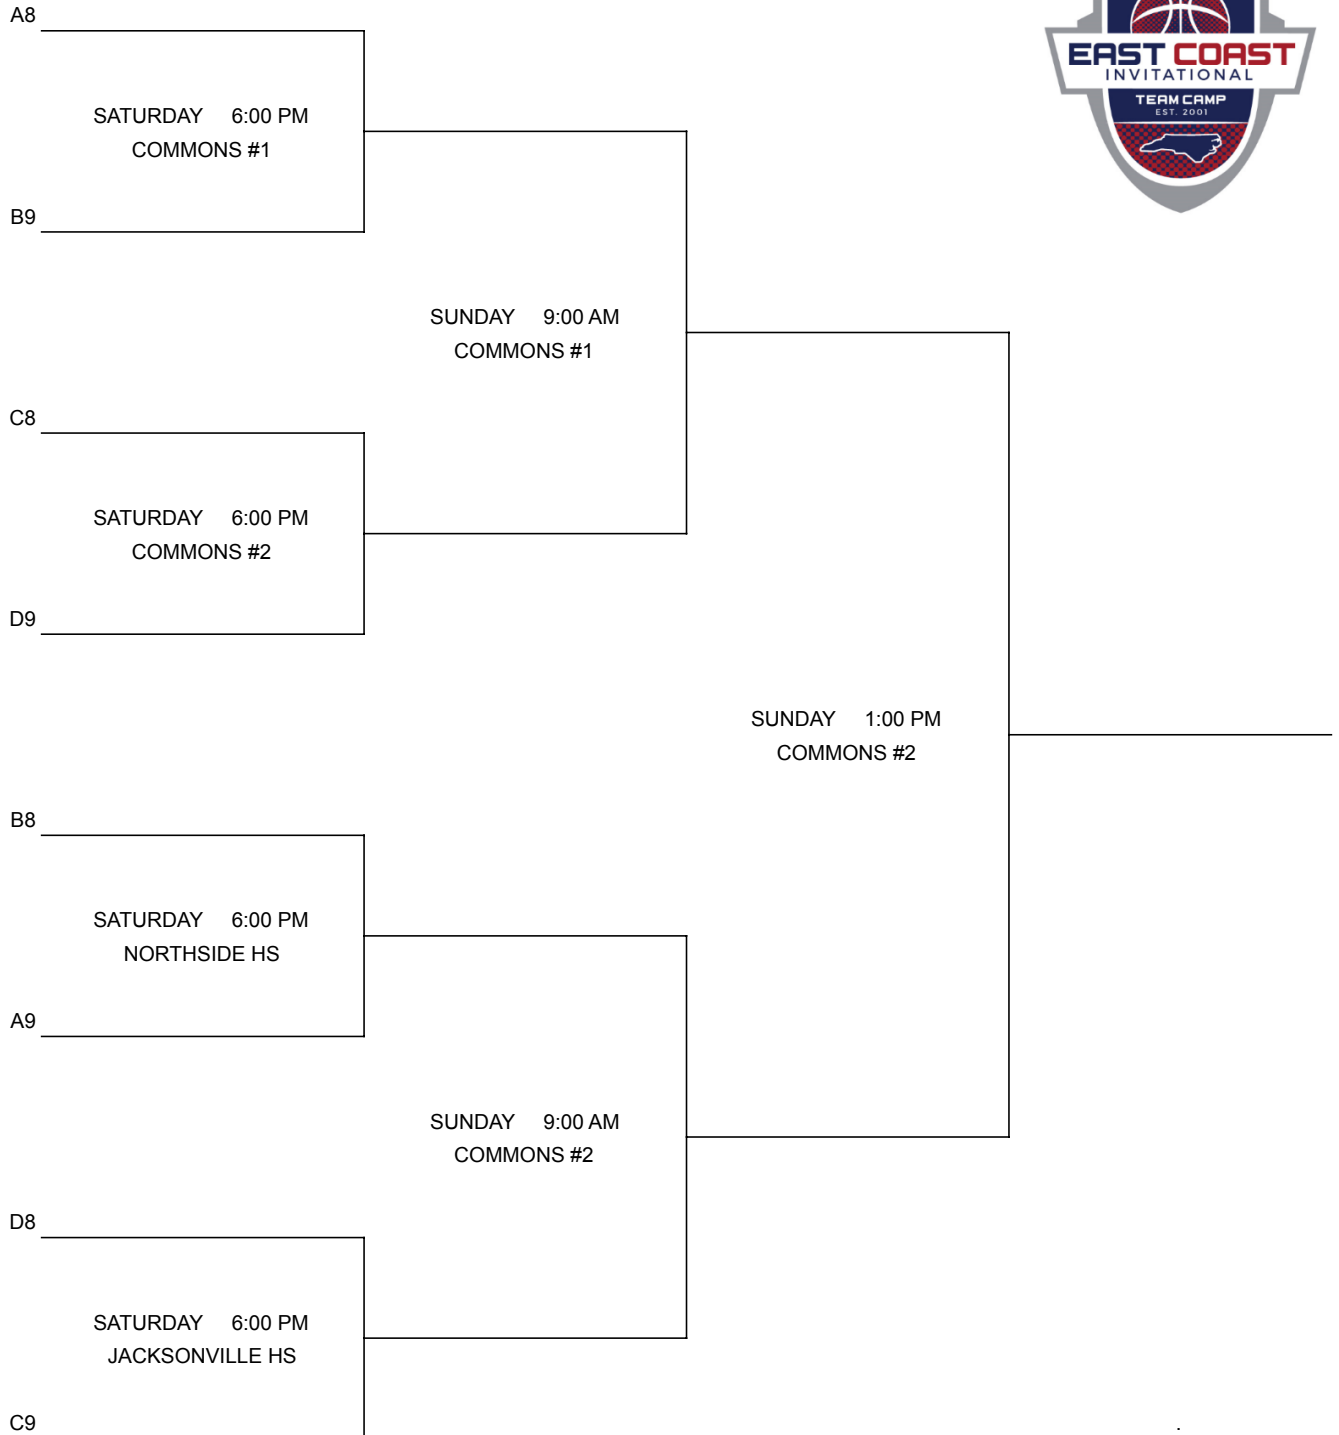 A8
EAST COAST
INVITATIONAL
TEAM CAMP
EST. 2001
SATURDAY 6:00 PM
COMMONS #1
B9
SUNDAY 9:00 AM
COMMONS #1
C8
SATURDAY 6:00 PM
COMMONS #2
D9
SUNDAY 1:00 PM
COMMONS #2
B8
SATURDAY 6:00 PM
NORTHSIDE HS
A9
SUNDAY 9:00 AM
COMMONS #2
D8
SATURDAY 6:00 PM
JACKSONVILLE HS
C9
.